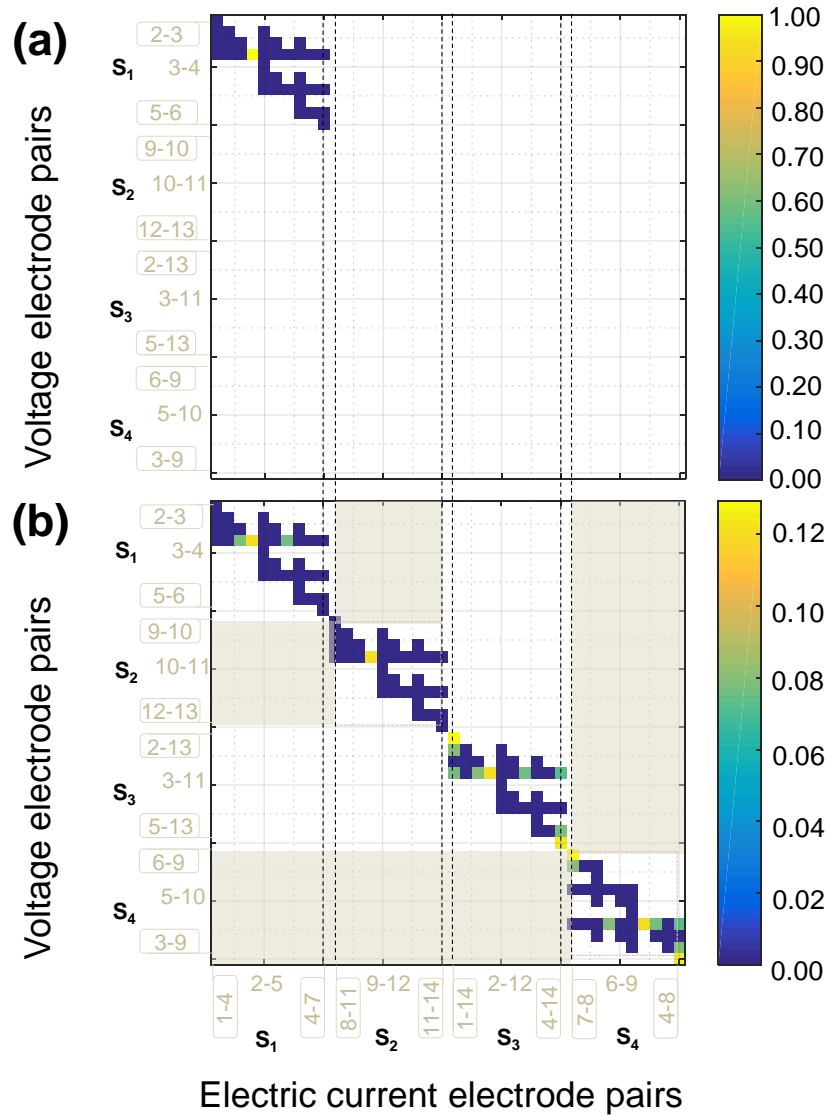 (a)
Voltage electrode pairs
S1
2-3
3-4
5-6
S2
9-10
10-11
12-13
S3
2-13
3-11
5-13
S4
6-9
5-10
3-9
1.00
0.90
0.80
0.70
0.60
0.50
0.40
0.30
0.20
0.10
0.00
(b)
Voltage electrode pairs
S1
2-3
3-4
5-6
S2
9-10
10-11
12-13
S3
2-13
3-11
5-13
S4
6-9
5-10
3-9
0.12
0.10
0.08
0.06
0.04
0.02
0.00
1-4 2-5 4-7 8-11 9-12 11-14 1-14 2-12 4-14 7-8 6-9 4-8
S1 S2 S3 S4
Electric current electrode pairs